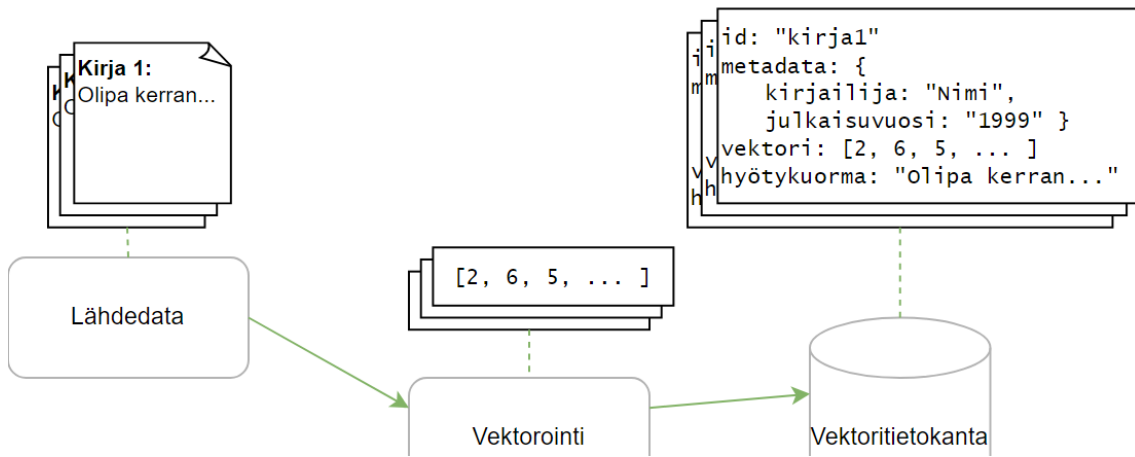 Kirja 1:
Olipa kerran...
id: "kirja1"
metadata: {
kirjailija: "Nimi",
julkaisuvuosi: "1999" }
vektori: [2, 6, 5, ... ]
hyötykuorma: "Olipa kerran..."
[2, 6, 5, ... ]
Lähdedata
Vektorointi
Vektoritietokanta